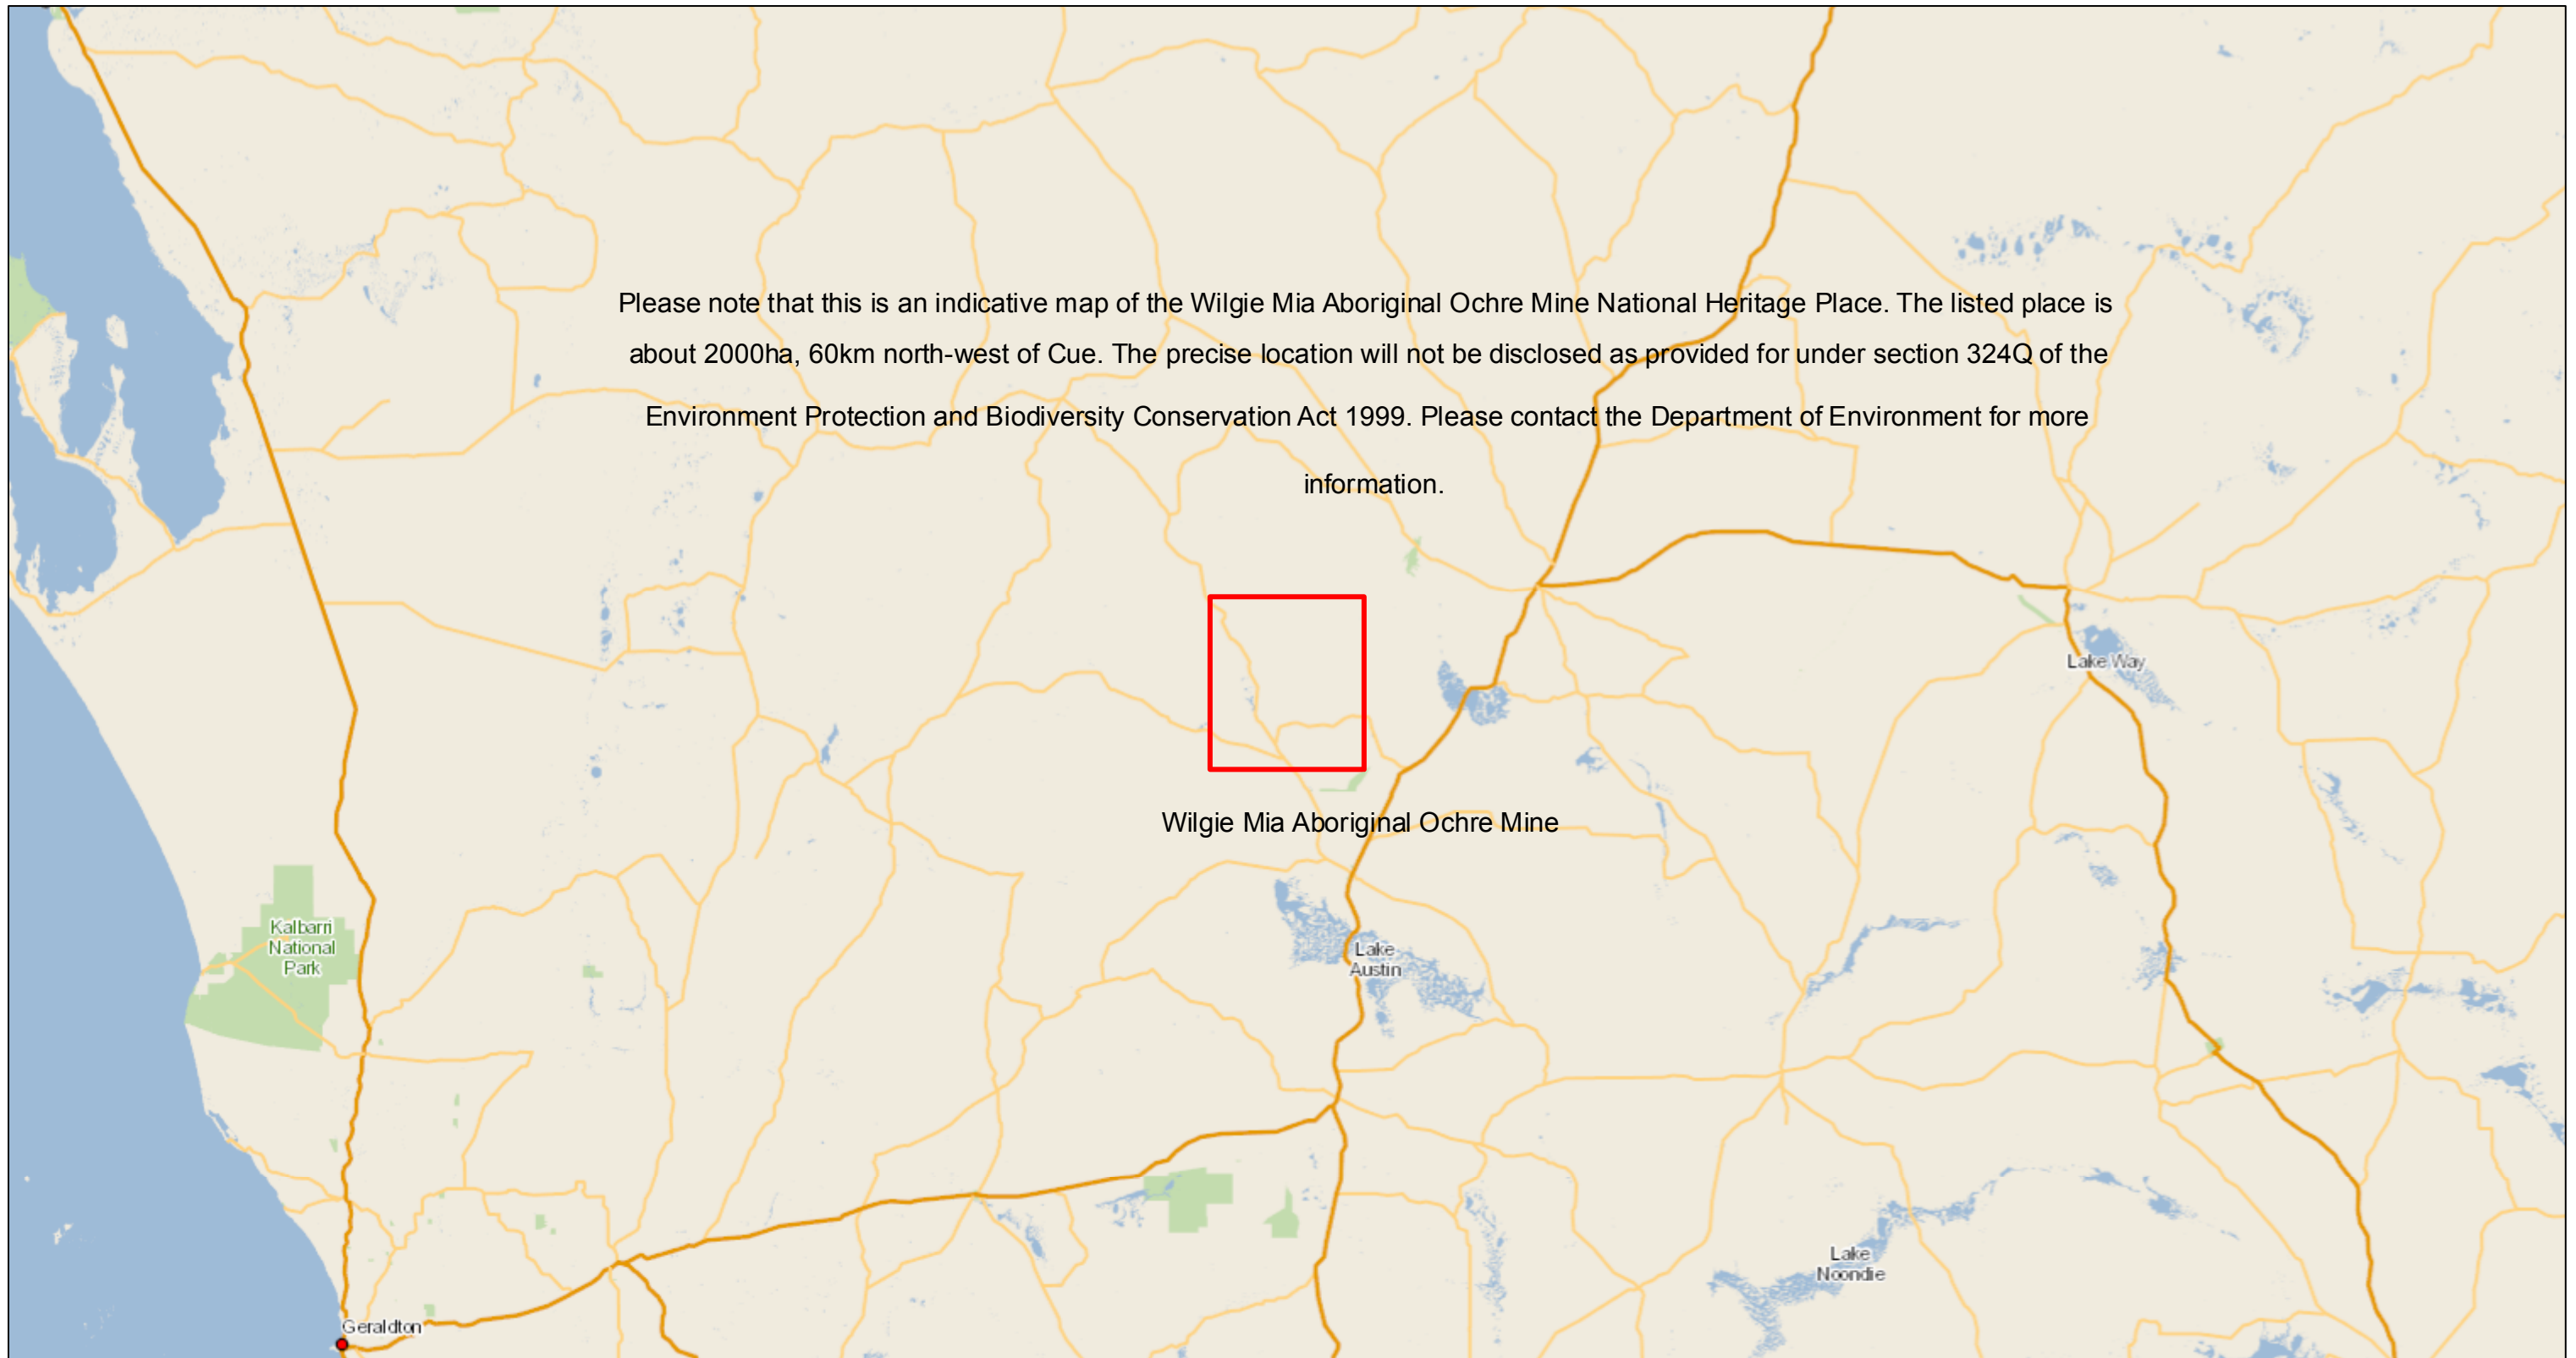 Please note that this is an indicative map of the Wilgie Mia Aboriginal Ochre Mine National Heritage Place. The listed place is
about 2000ha, 60km north-west of Cue. The precise location will not be disclosed as provided for under section 324Q of the
Environment Protection and Biodiversity Conservation Act 1999. Please contact the Department of Environment for more
information.
Lake Way
Wilgie Mia Aboriginal Ochre Mine
Kalbarri
National
Park
Lake
Austin
Lake
Noondie
Geraldton